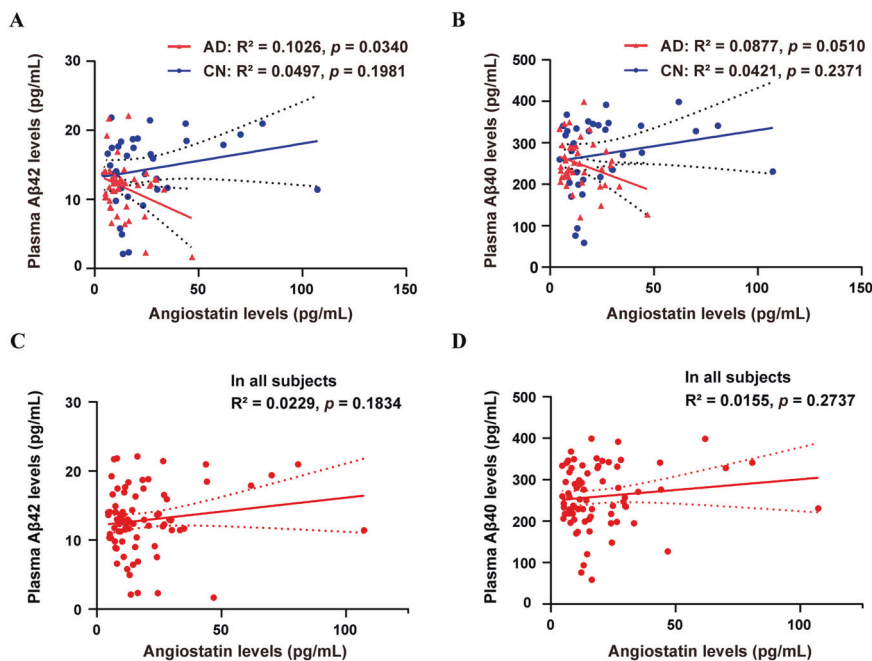 A
AD: R² = 0.1026, p = 0.0340
CN: R² = 0.0497, p = 0.1981
Plasma Aβ42 levels (pg/mL)
30
20
10
0
0 50 100 150
Angiostatin levels (pg/mL)
B
AD: R² = 0.0877, p = 0.0510
CN: R² = 0.0421, p = 0.2371
Plasma Aβ40 levels (pg/mL)
500
400
300
200
100
0
0 50 100 150
Angiostatin levels (pg/mL)
C
In all subjects
R² = 0.0229, p = 0.1834
Plasma Aβ42 levels (pg/mL)
30
20
10
0
0 50 100
Angiostatin levels (pg/mL)
D
In all subjects
R² = 0.0155, p = 0.2737
Plasma Aβ40 levels (pg/mL)
500
400
300
200
100
0
0 50 100
Angiostatin levels (pg/mL)